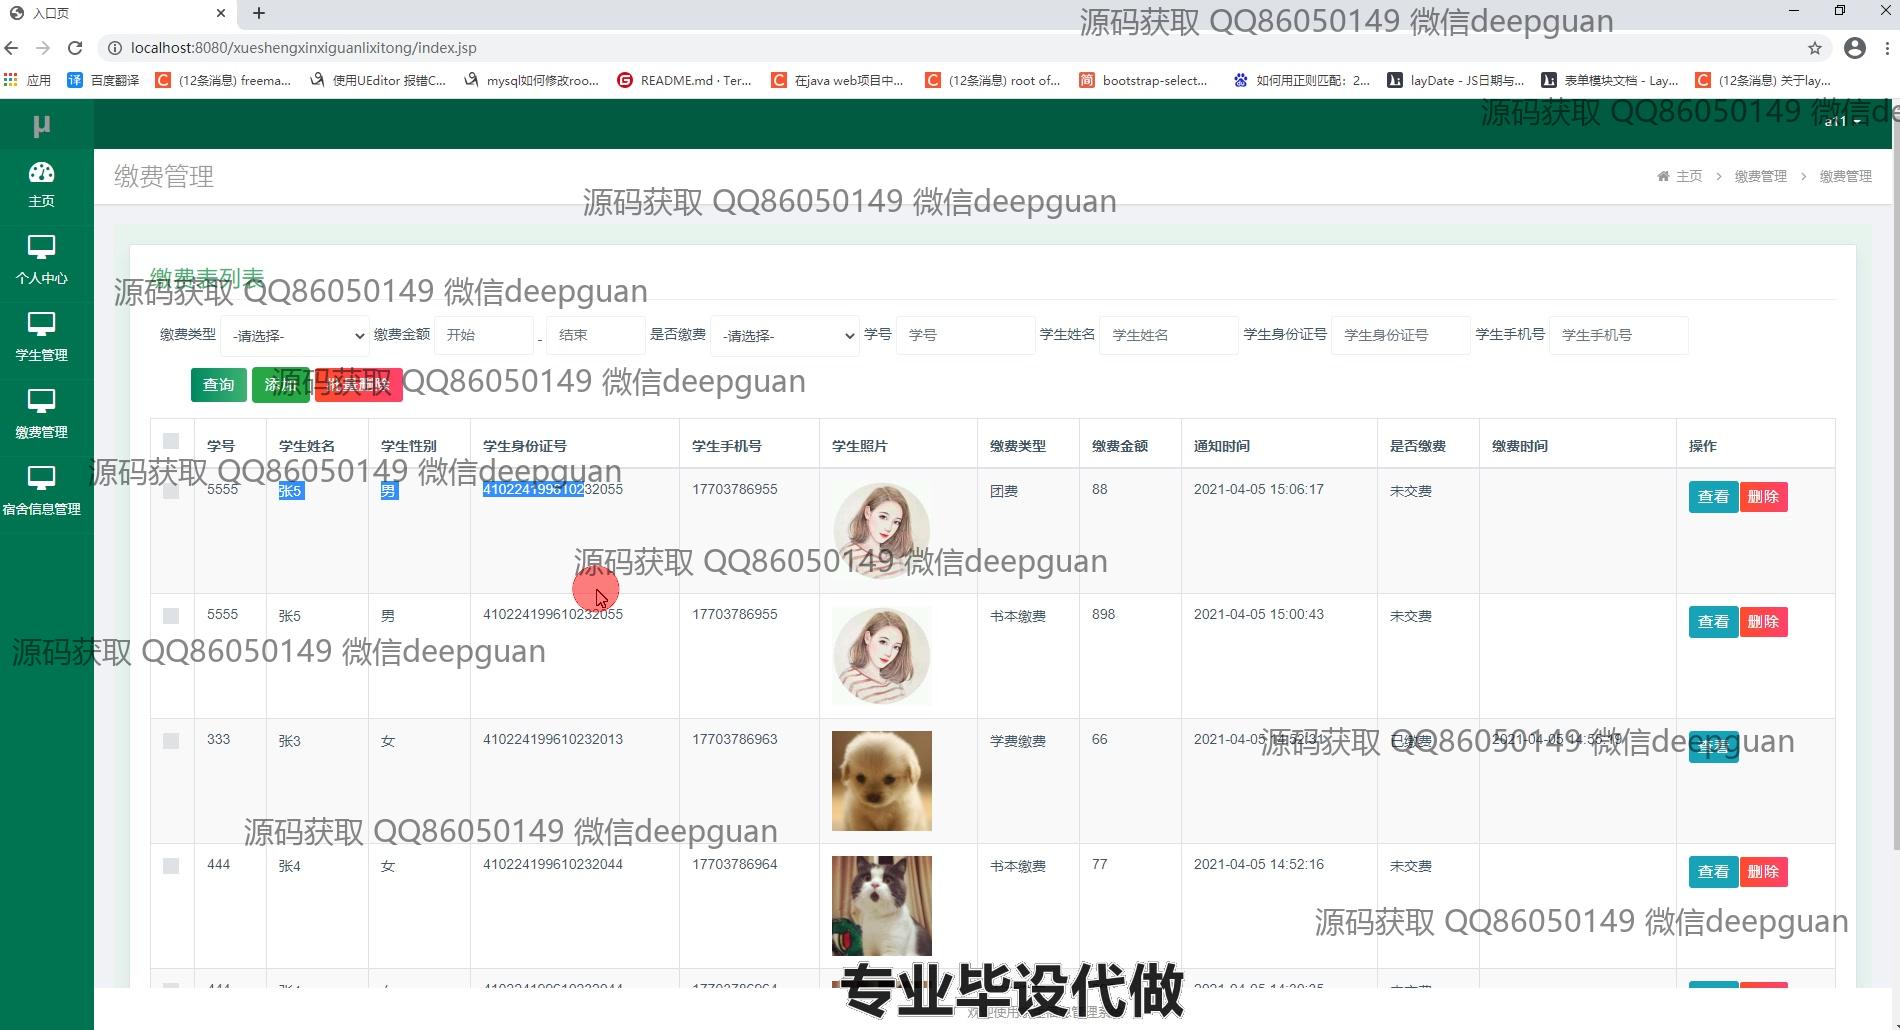 入口页
源码获取 QQ86050149 微信deepguan
localhost:8080/xueshengxinxiguanlixitong/index.jsp
应用 百度翻译 (12条消息) freema... 使用UEditor 报错C... mysql如何修改roo... README.md · Ter... 在java web项目中... (12条消息) root of... bootstrap-select... 如何用正则匹配：2... layDate - JS日期与... 表单模块文档 - Lay... (12条消息) 关于lay...
μ
源码获取 QQ86050149 微信de
a11
主页
缴费管理
主页 > 缴费管理 > 缴费管理
源码获取 QQ86050149 微信deepguan
个人中心
缴费表列表
源码获取 QQ86050149 微信deepguan
学生管理
缴费类型 -请选择- 缴费金额 开始 - 结束 是否缴费 -请选择- 学号 学号 学生姓名 学生姓名 学生身份证号 学生身份证号 学生手机号 学生手机号
查询 添加 批量删除
源码获取 QQ86050149 微信deepguan
缴费管理
学号 学生姓名 学生性别 学生身份证号 学生手机号 学生照片 缴费类型 缴费金额 通知时间 是否缴费 缴费时间 操作
源码获取 QQ86050149 微信deepguan
5555 张5 男 410224199610232055 17703786955 团费 88 2021-04-05 15:06:17 未交费 查看 删除
宿舍信息管理
源码获取 QQ86050149 微信deepguan
5555 张5 男 410224199610232055 17703786955 书本缴费 898 2021-04-05 15:00:43 未交费 查看 删除
源码获取 QQ86050149 微信deepguan
333 张3 女 410224199610232013 17703786963 学费缴费 66 2021-04-05 已缴费 查看
源码获取 QQ86050149 微信deepguan
源码获取 QQ86050149 微信deepguan
444 张4 女 410224199610232044 17703786964 书本缴费 77 2021-04-05 14:52:16 未交费 查看 删除
源码获取 QQ86050149 微信deepguan
专业毕设代做